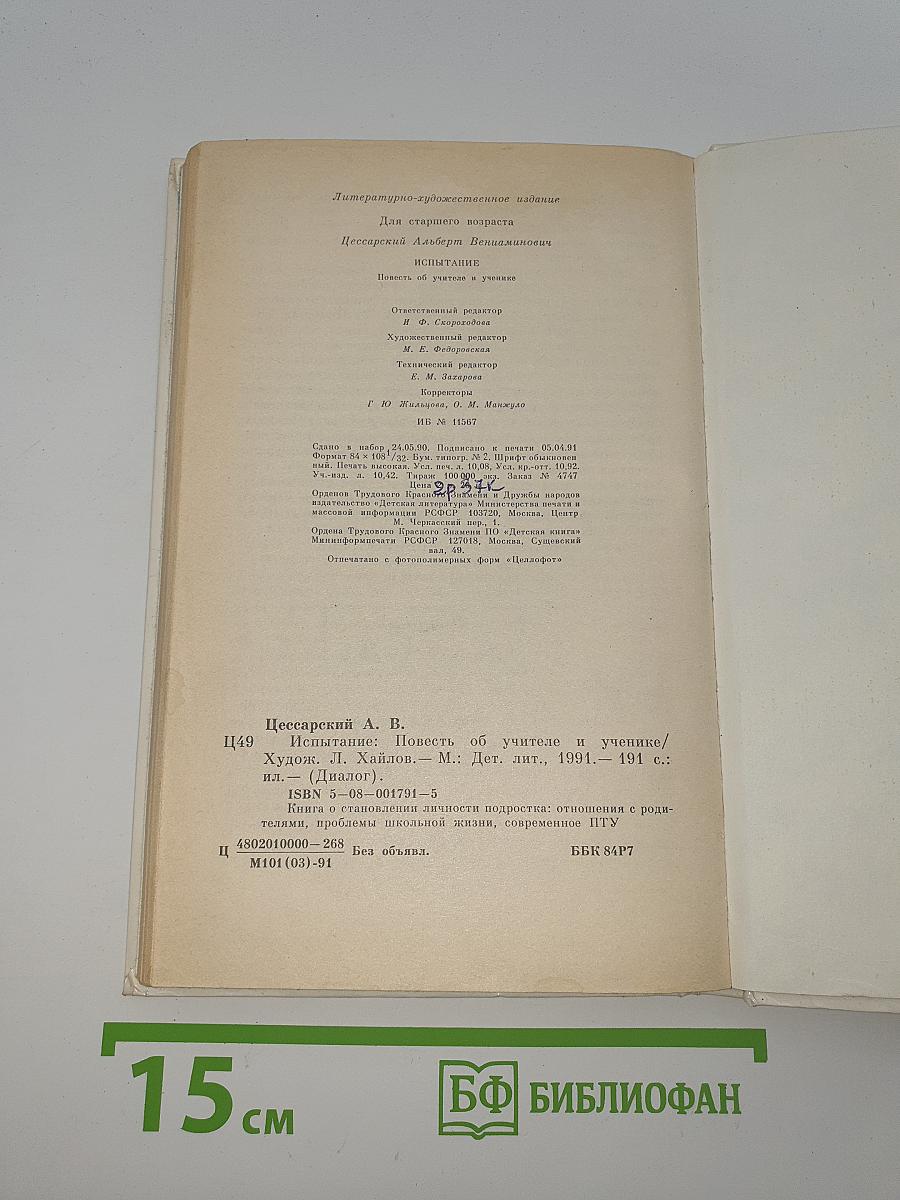 Литературно-художественное издание
Для старшего возраста
Цессарский Альберт Вениаминович
ИСПЫТАНИЕ
Повесть об учителе и ученике
Ответственный редактор
И Ф. Скороходова
Художественный редактор
М. Е. Федоровская
Технический редактор
Е. М. Захарова
Корректоры
Г Ю Жильцова, О. М. Манжуло
ИБ № 11567
Сдано в набор 24.05.90. Подписано к печати 05.04.91
Формат 84 × 108 1/32. Бум. типогр. № 2. Шрифт обыкновен
ный. Печать высокая. Усл. печ. л. 10,08. Усл. кр.-отт. 10,92.
Уч.-изд. л. 10,42. Тираж 100 000 экз. Заказ № 4747
Цена
2р 37к
Орденов Трудового Красного Знамени и Дружбы народов
издательство «Детская литература» Министерства печати и
массовой информации РСФСР 103720, Москва, Центр
М. Черкасский пер., 1.
Ордена Трудового Красного Знамени ПО «Детская книга»
Мининформпечати РСФСР 127018, Москва, Сущевский
вал, 49.
Отпечатано с фотополимерных форм «Целлофот»
Цессарский А. В.
Ц49 Испытание: Повесть об учителе и ученике/
Худож. Л. Хайлов.— М.: Дет. лит., 1991.— 191 с.:
ил.— (Диалог).
ISBN 5—08—001791—5
Книга о становлении личности подростка: отношения с роди-
телями, проблемы школьной жизни, современное ПТУ
Ц 4802010000—268 Без объявл. ББК 84Р7
М101(03)-91
15 см
БФ БИБЛИОФАН